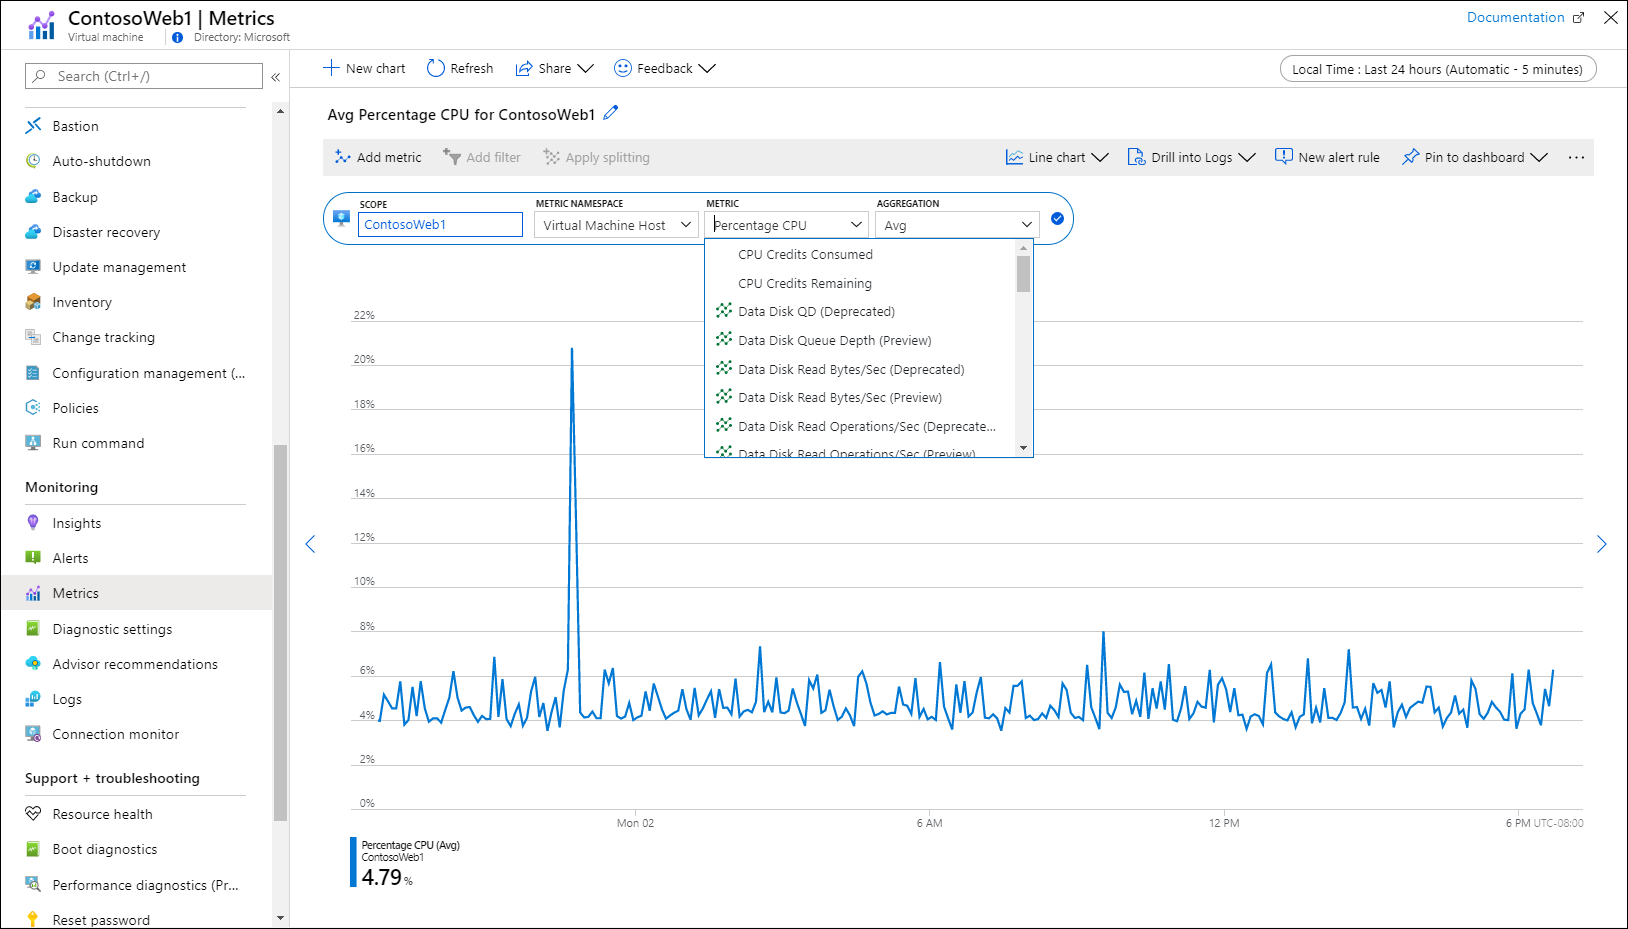 ContosoWeb1 | Metrics
Virtual machine
Directory: Microsoft
Documentation
Search (Ctrl+/)
«
Bastion
Auto-shutdown
Backup
Disaster recovery
Update management
Inventory
Change tracking
Configuration management (...
Policies
Run command
Monitoring
Insights
Alerts
Metrics
Diagnostic settings
Advisor recommendations
Logs
Connection monitor
Support + troubleshooting
Resource health
Boot diagnostics
Performance diagnostics (Pr...
Reset password
New chart
Refresh
Share
Feedback
Local Time : Last 24 hours (Automatic - 5 minutes)
Avg Percentage CPU for ContosoWeb1
Add metric
Add filter
Apply splitting
Line chart
Drill into Logs
New alert rule
Pin to dashboard
...
SCOPE
ContosoWeb1
METRIC NAMESPACE
Virtual Machine Host
METRIC
Percentage CPU
AGGREGATION
Avg
CPU Credits Consumed
CPU Credits Remaining
Data Disk QD (Deprecated)
Data Disk Queue Depth (Preview)
Data Disk Read Bytes/Sec (Deprecated)
Data Disk Read Bytes/Sec (Preview)
Data Disk Read Operations/Sec (Deprecate...
Data Disk Read Operations/Sec (Preview)
22%
20%
18%
16%
14%
12%
10%
8%
6%
4%
2%
0%
Mon 02
6 AM
12 PM
6 PM UTC-08:00
Percentage CPU (Avg)
ContosoWeb1
4.79 %